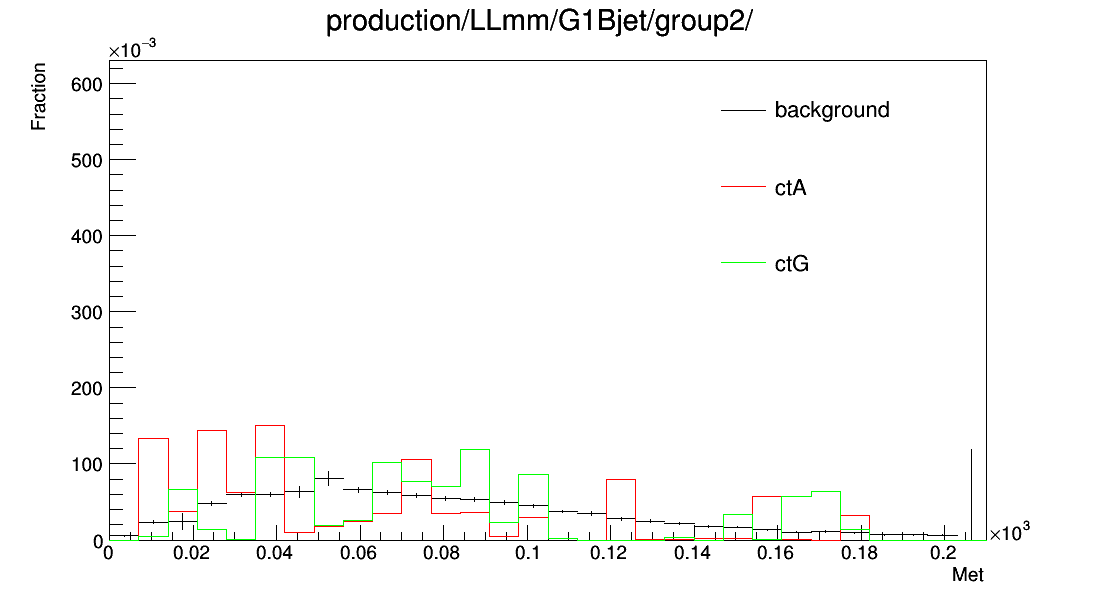 production/LLmm/G1Bjet/group2/
×10⁻³
Fraction
600
500
400
300
200
100
0
background
ctA
ctG
0 0.02 0.04 0.06 0.08 0.1 0.12 0.14 0.16 0.18 0.2
×10³
Met